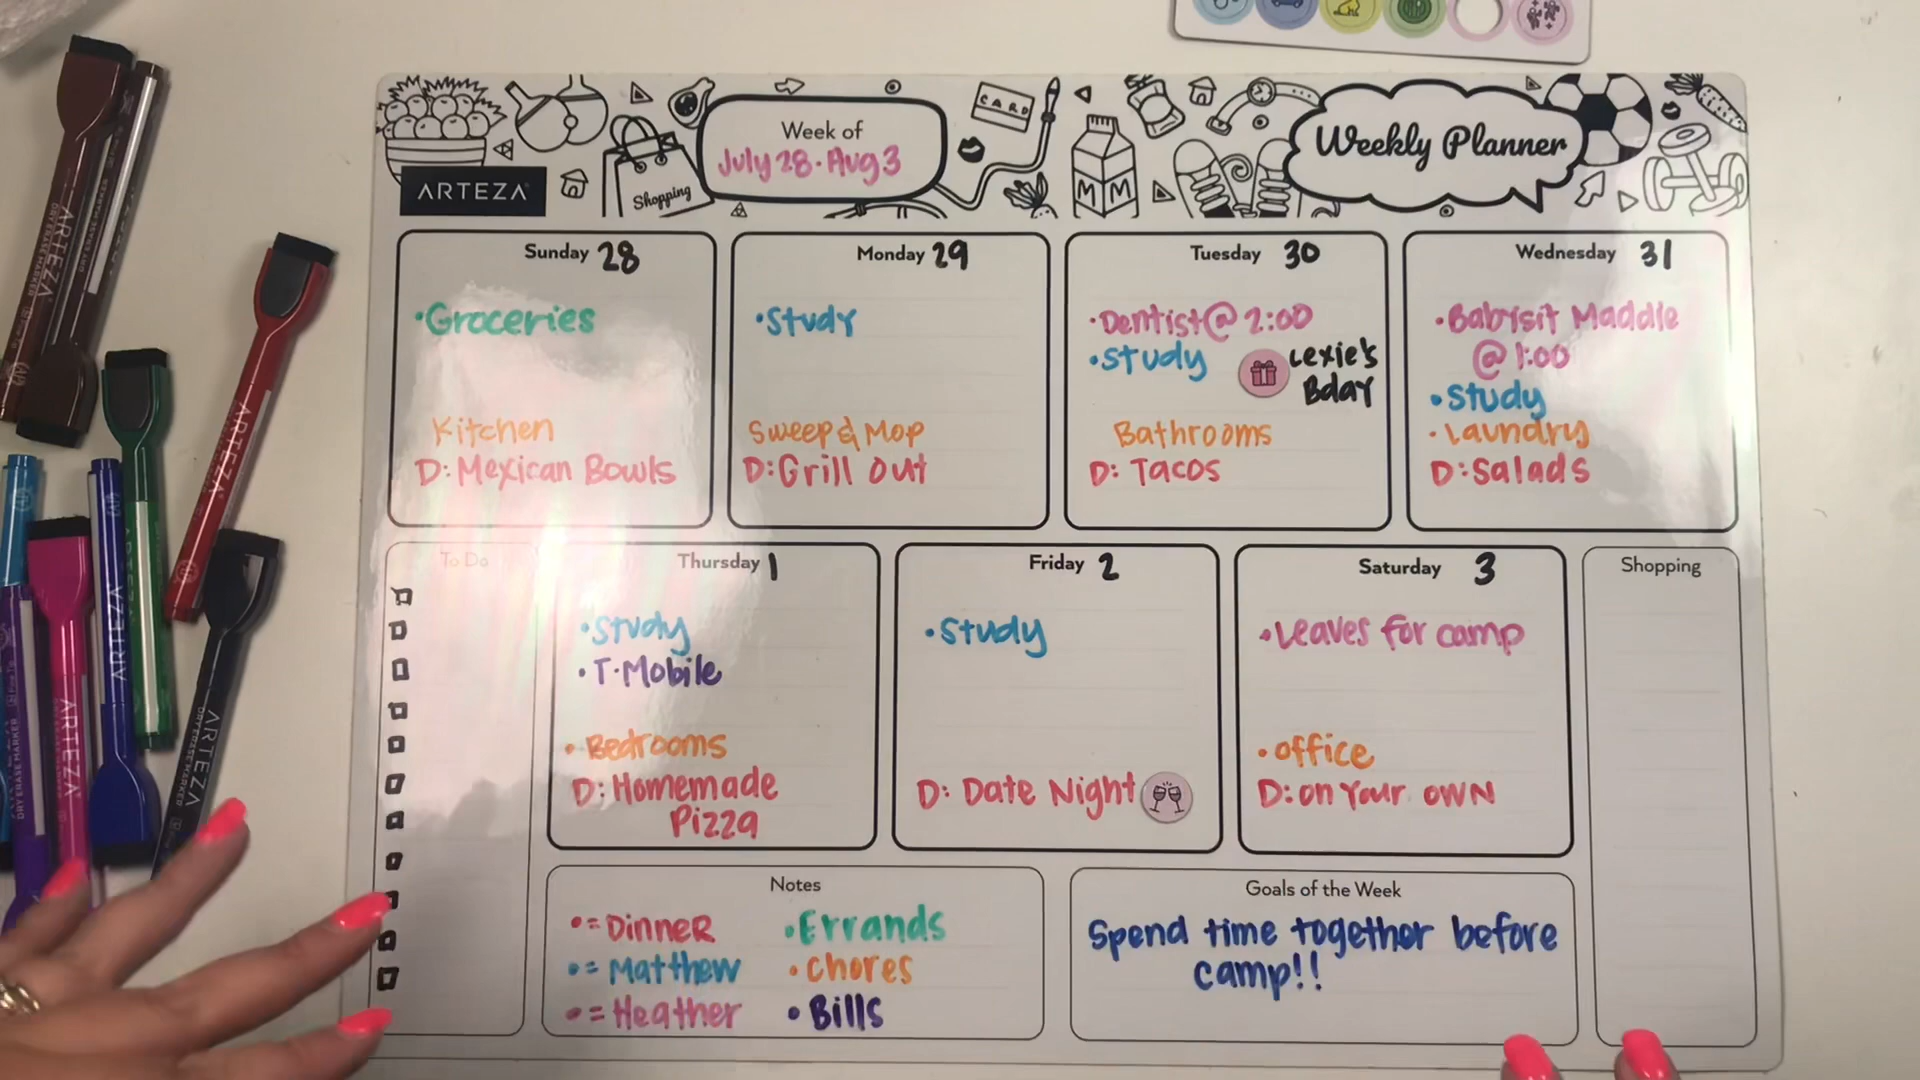 CARD
Week of
July 28 - Aug 3
Weekly Planner
ARTEZA
Shopping
MM
Sunday 28
• Groceries
Kitchen
D: Mexican Bowls
Monday 29
• Study
Sweep & Mop
D: Grill Out
Tuesday 30
• Dentist @ 2:00
• Study
Lexie's
Bday
Bathrooms
D: Tacos
Wednesday 31
• Babysit Maddie
@ 1:00
• Study
• Laundry
D: Salads
To Do
Thursday 1
• Study
• T-Mobile
• Bedrooms
D: Homemade
Pizza
Friday 2
• Study
D: Date Night
Saturday 3
• Leaves for camp
• Office
D: on Your OWN
Shopping
Notes
• = Dinner
• = Matthew
• = Heather
• Errands
• Chores
• Bills
Goals of the Week
Spend time together before
camp!!
ARTEZA
ARTEZA
ARTEZA
ARTEZA
ARTEZA
DRY ERASE MARKER